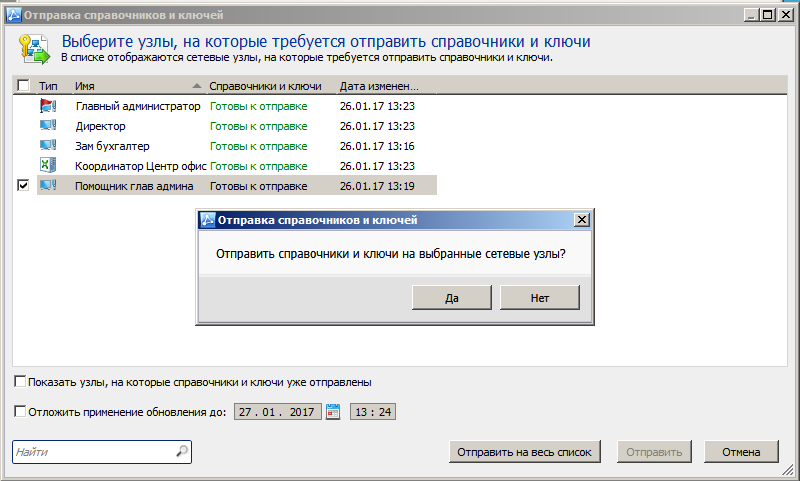 Отправка справочников и ключей
Выберите узлы, на которые требуется отправить справочники и ключи
В списке отображаются сетевые узлы, на которые требуется отправить справочники и ключи.
Тип Имя Справочники и ключи Дата изменен...
Главный администратор Готовы к отправке 26.01.17 13:23
Директор Готовы к отправке 26.01.17 13:23
Зам бухгалтер Готовы к отправке 26.01.17 13:16
Координатор Центр офис Готовы к отправке 26.01.17 13:23
Помощник глав админа Готовы к отправке 26.01.17 13:19
Отправка справочников и ключей
Отправить справочники и ключи на выбранные сетевые узлы?
Да Нет
Показать узлы, на которые справочники и ключи уже отправлены
Отложить применение обновления до: 27 . 01 . 2017 13 : 24
Найти Отправить на весь список Отправить Отмена